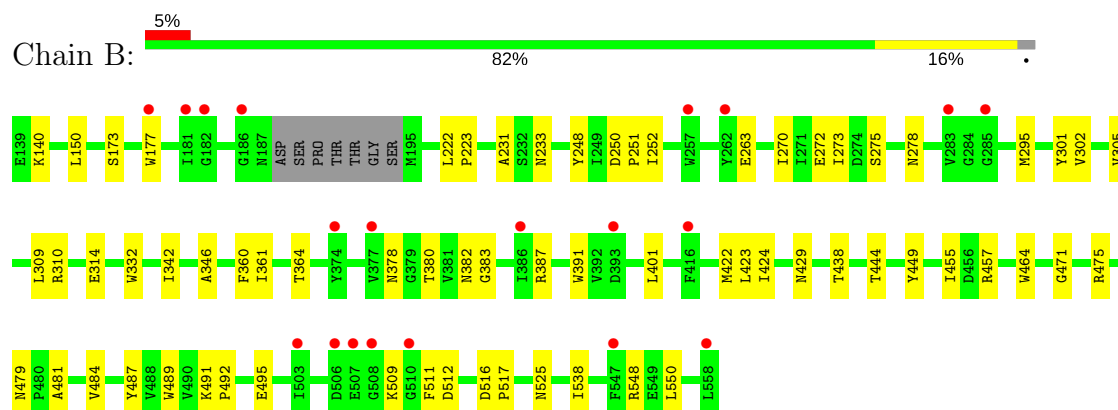 5%
Chain B:
82% 16% •
E139 K140 L150 S173 W177 I181 G182 G186 N187 ASP SER PRO THR THR GLY SER M195 L222 P223 A231 S232 N233 Y248 I249 D250 P251 I252 W257 Y262 E263 I270 I271 E272 I273 D274 S275 N278 V283 G284 G285 M295 Y301 V302
L309 R310 E314 W332 I342 A346 F360 I361 T364 Y374 V377 N378 G379 T380 V381 N382 G383 I386 R387 W391 V392 D393 L401 F416 M422 L423 I424 N429 T438 T444 Y449 I455 D456 R457 W464 G471 R475
N479 P480 A481 V484 Y487 V488 W489 V490 K491 P492 E495 I503 D506 E507 G508 K509 G510 F511 D512 D516 P517 N525 I538 F547 R548 E549 L550 L558